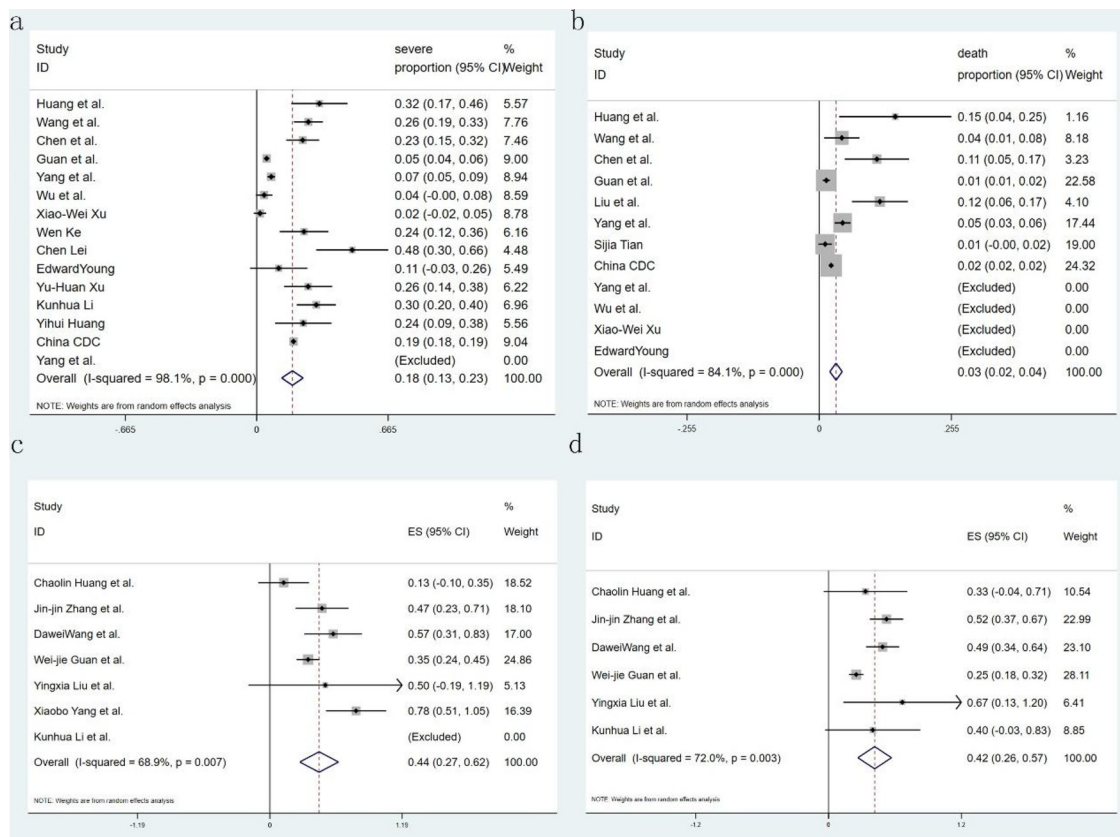 a
Study severe %
ID proportion (95% CI) Weight
Huang et al. 0.32 (0.17, 0.46) 5.57
Wang et al. 0.26 (0.19, 0.33) 7.76
Chen et al. 0.23 (0.15, 0.32) 7.46
Guan et al. 0.05 (0.04, 0.06) 9.00
Yang et al. 0.07 (0.05, 0.09) 8.94
Wu et al. 0.04 (-0.00, 0.08) 8.59
Xiao-Wei Xu 0.02 (-0.02, 0.05) 8.78
Wen Ke 0.24 (0.12, 0.36) 6.16
Chen Lei 0.48 (0.30, 0.66) 4.48
EdwardYoung 0.11 (-0.03, 0.26) 5.49
Yu-Huan Xu 0.26 (0.14, 0.38) 6.22
Kunhua Li 0.30 (0.20, 0.40) 6.96
Yihui Huang 0.24 (0.09, 0.38) 5.56
China CDC 0.19 (0.18, 0.19) 9.04
Yang et al. (Excluded) 0.00
Overall (I-squared = 98.1%, p = 0.000) 0.18 (0.13, 0.23) 100.00
NOTE: Weights are from random effects analysis
-.665 0 .665
b
Study death %
ID proportion (95% CI) Weight
Huang et al. 0.15 (0.04, 0.25) 1.16
Wang et al. 0.04 (0.01, 0.08) 8.18
Chen et al. 0.11 (0.05, 0.17) 3.23
Guan et al. 0.01 (0.01, 0.02) 22.58
Liu et al. 0.12 (0.06, 0.17) 4.10
Yang et al. 0.05 (0.03, 0.06) 17.44
Sijia Tian 0.01 (-0.00, 0.02) 19.00
China CDC 0.02 (0.02, 0.02) 24.32
Yang et al. (Excluded) 0.00
Wu et al. (Excluded) 0.00
Xiao-Wei Xu (Excluded) 0.00
EdwardYoung (Excluded) 0.00
Overall (I-squared = 84.1%, p = 0.000) 0.03 (0.02, 0.04) 100.00
NOTE: Weights are from random effects analysis
-.255 0 .255
c
Study %
ID ES (95% CI) Weight
Chaolin Huang et al. 0.13 (-0.10, 0.35) 18.52
Jin-jin Zhang et al. 0.47 (0.23, 0.71) 18.10
DaweiWang et al. 0.57 (0.31, 0.83) 17.00
Wei-jie Guan et al. 0.35 (0.24, 0.45) 24.86
Yingxia Liu et al. 0.50 (-0.19, 1.19) 5.13
Xiaobo Yang et al. 0.78 (0.51, 1.05) 16.39
Kunhua Li et al. (Excluded) 0.00
Overall (I-squared = 68.9%, p = 0.007) 0.44 (0.27, 0.62) 100.00
NOTE: Weights are from random effects analysis
-1.19 0 1.19
d
Study %
ID ES (95% CI) Weight
Chaolin Huang et al. 0.33 (-0.04, 0.71) 10.54
Jin-jin Zhang et al. 0.52 (0.37, 0.67) 22.99
DaweiWang et al. 0.49 (0.34, 0.64) 23.10
Wei-jie Guan et al. 0.25 (0.18, 0.32) 28.11
Yingxia Liu et al. 0.67 (0.13, 1.20) 6.41
Kunhua Li et al. 0.40 (-0.03, 0.83) 8.85
Overall (I-squared = 72.0%, p = 0.003) 0.42 (0.26, 0.57) 100.00
NOTE: Weights are from random effects analysis
-1.2 0 1.2